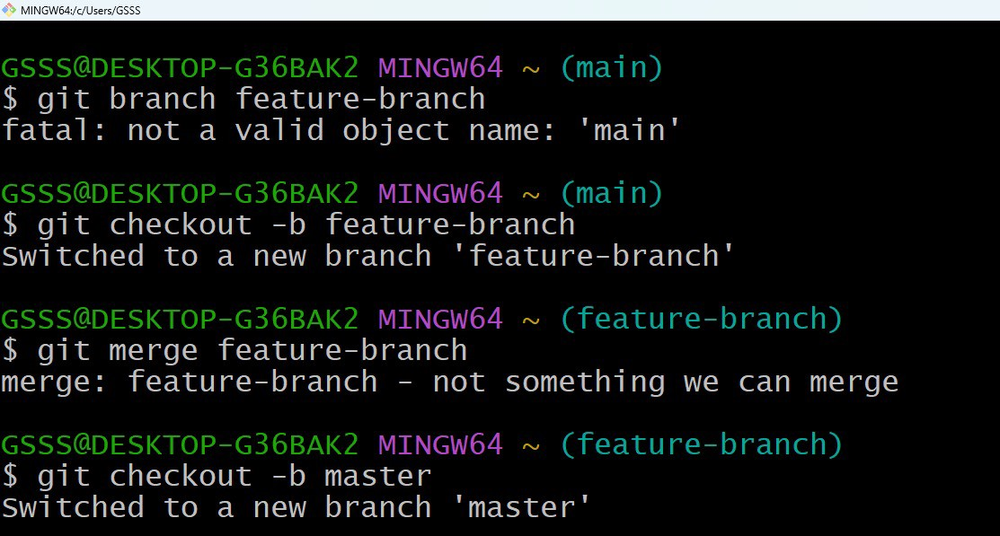 MINGW64:/c/Users/GSSS
GSSS@DESKTOP-G36BAK2 MINGW64 ~ (main)
$ git branch feature-branch
fatal: not a valid object name: 'main'
GSSS@DESKTOP-G36BAK2 MINGW64 ~ (main)
$ git checkout -b feature-branch
Switched to a new branch 'feature-branch'
GSSS@DESKTOP-G36BAK2 MINGW64 ~ (feature-branch)
$ git merge feature-branch
merge: feature-branch - not something we can merge
GSSS@DESKTOP-G36BAK2 MINGW64 ~ (feature-branch)
$ git checkout -b master
Switched to a new branch 'master'